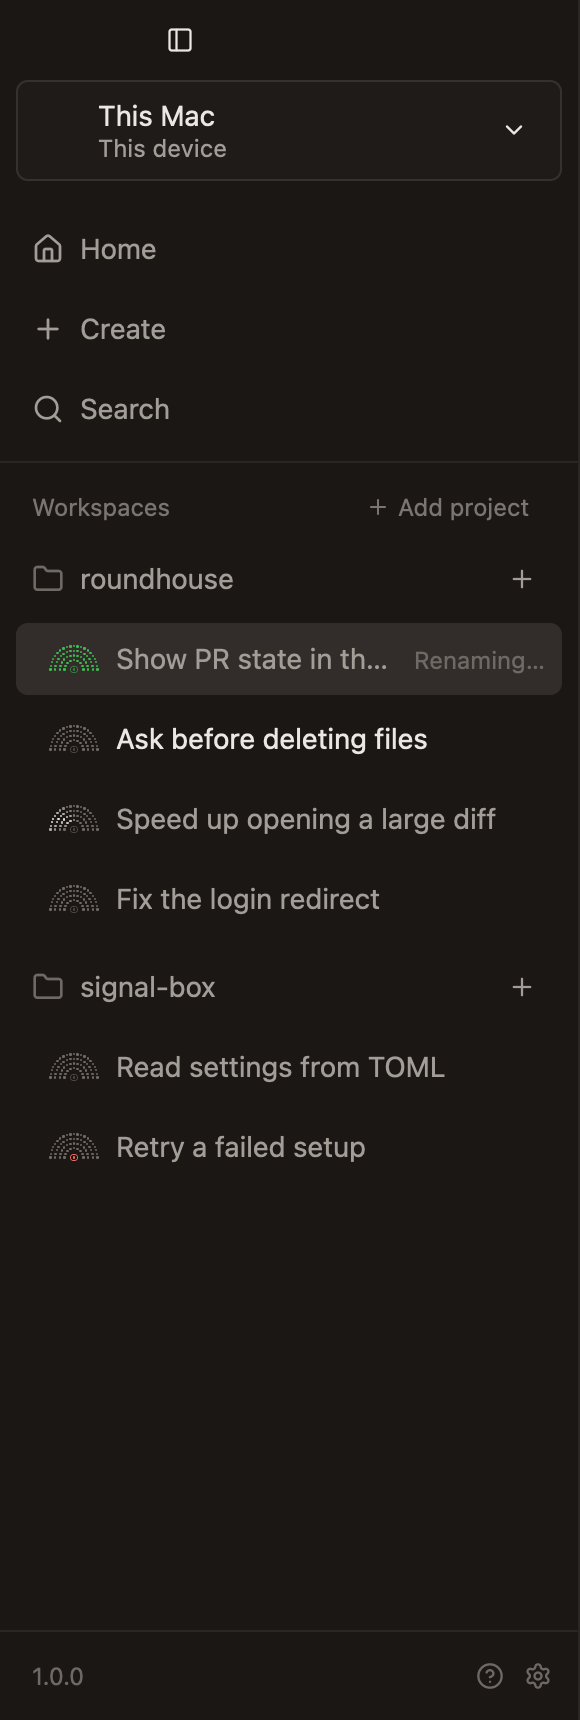 This Mac
This device
Home
Create
Search
Workspaces
Add project
roundhouse
Show PR state in th... Renaming...
Ask before deleting files
Speed up opening a large diff
Fix the login redirect
signal-box
Read settings from TOML
Retry a failed setup
1.0.0